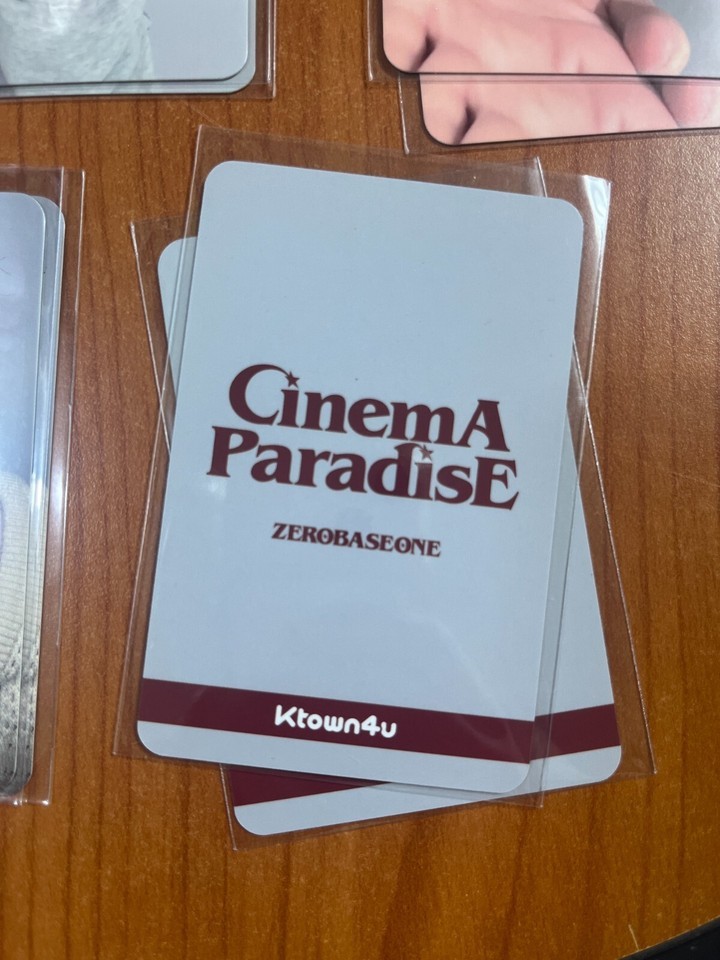 CinemA
ParadisE
ZEROBASEONE
Ktown4u